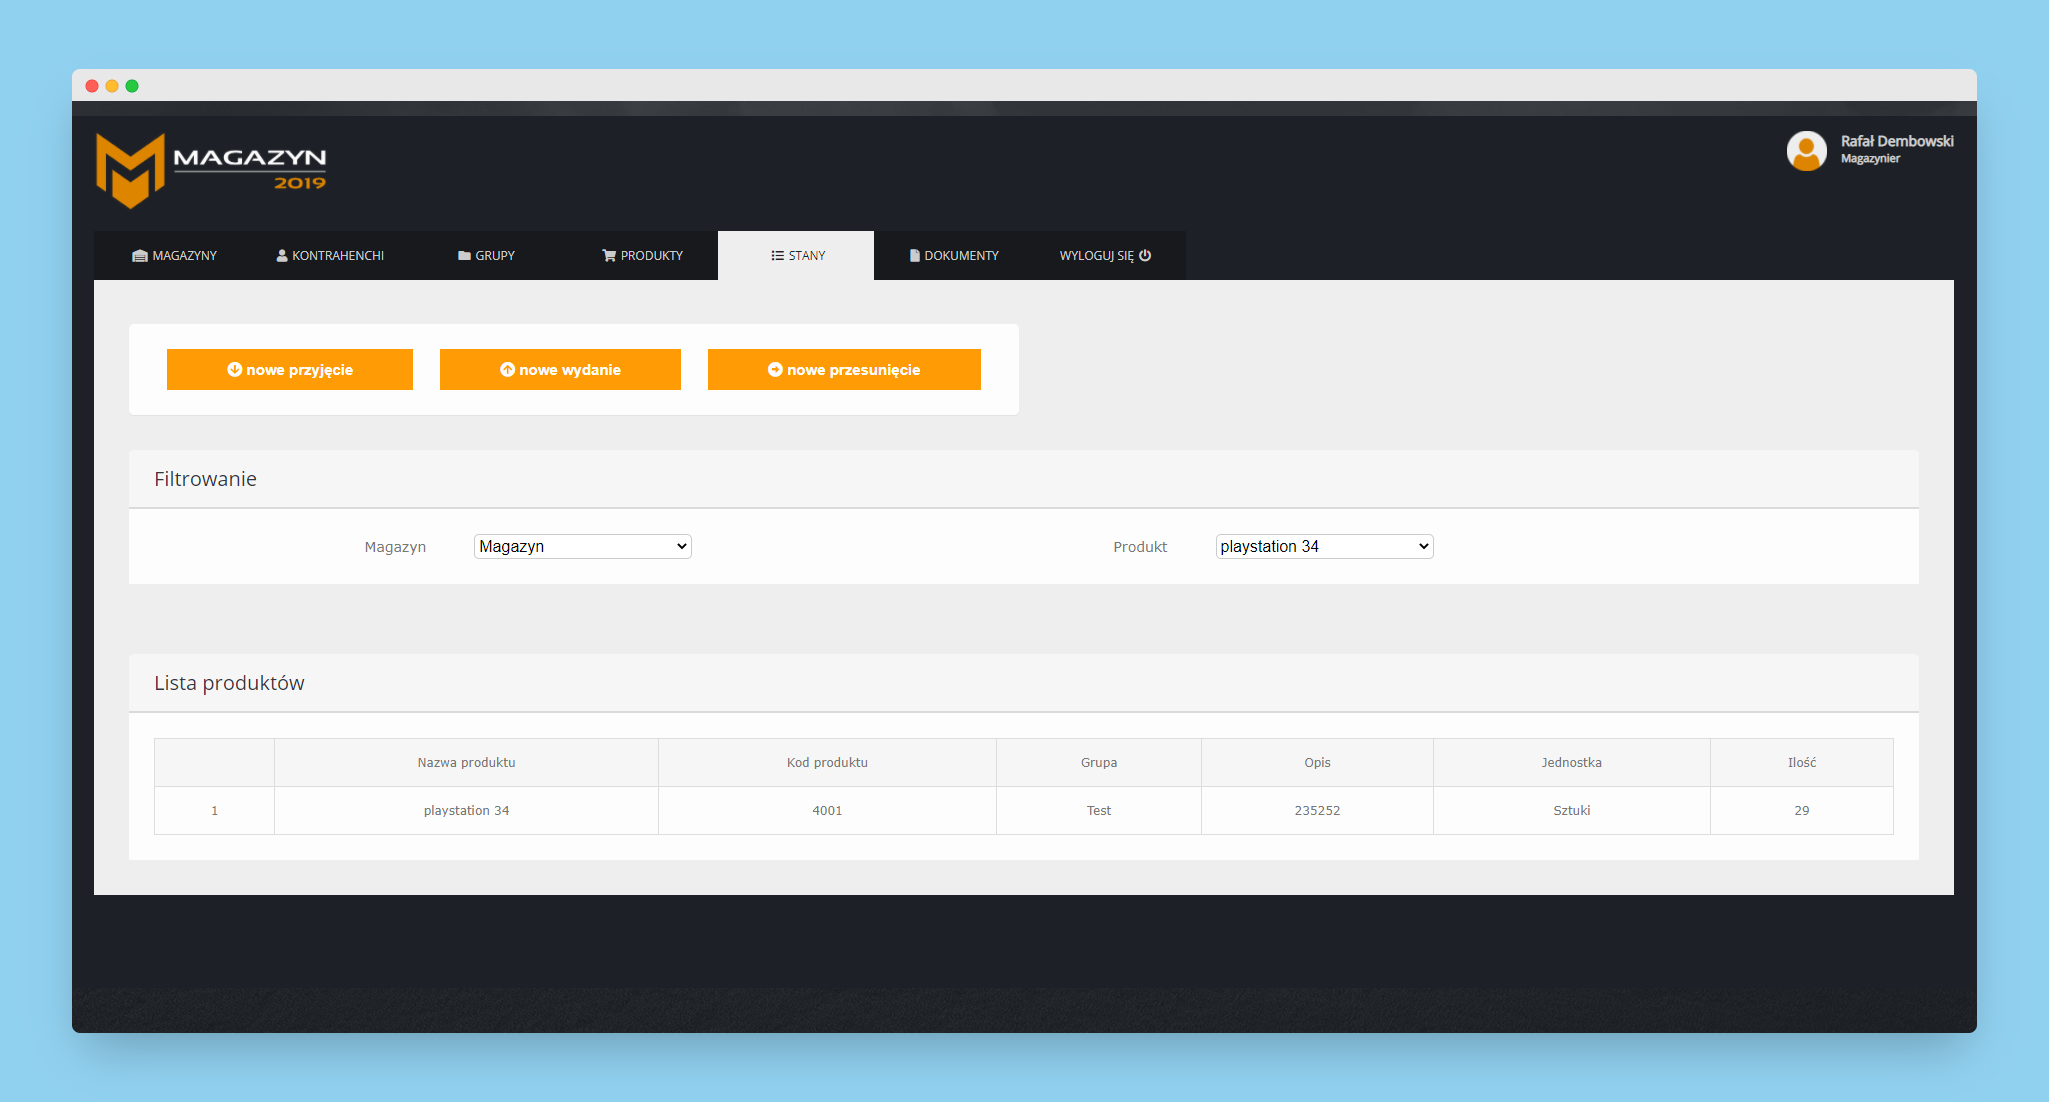 MAGAZYN
2019
Rafał Dembowski
Magazynier
MAGAZYNY KONTRAHENCI GRUPY PRODUKTY STANY DOKUMENTY WYLOGUJ SIĘ
nowe przyjęcie nowe wydanie nowe przesunięcie
Filtrowanie
Magazyn Magazyn Produkt playstation 34
Lista produktów
Nazwa produktu Kod produktu Grupa Opis Jednostka Ilość
1 playstation 34 4001 Test 235252 Sztuki 29